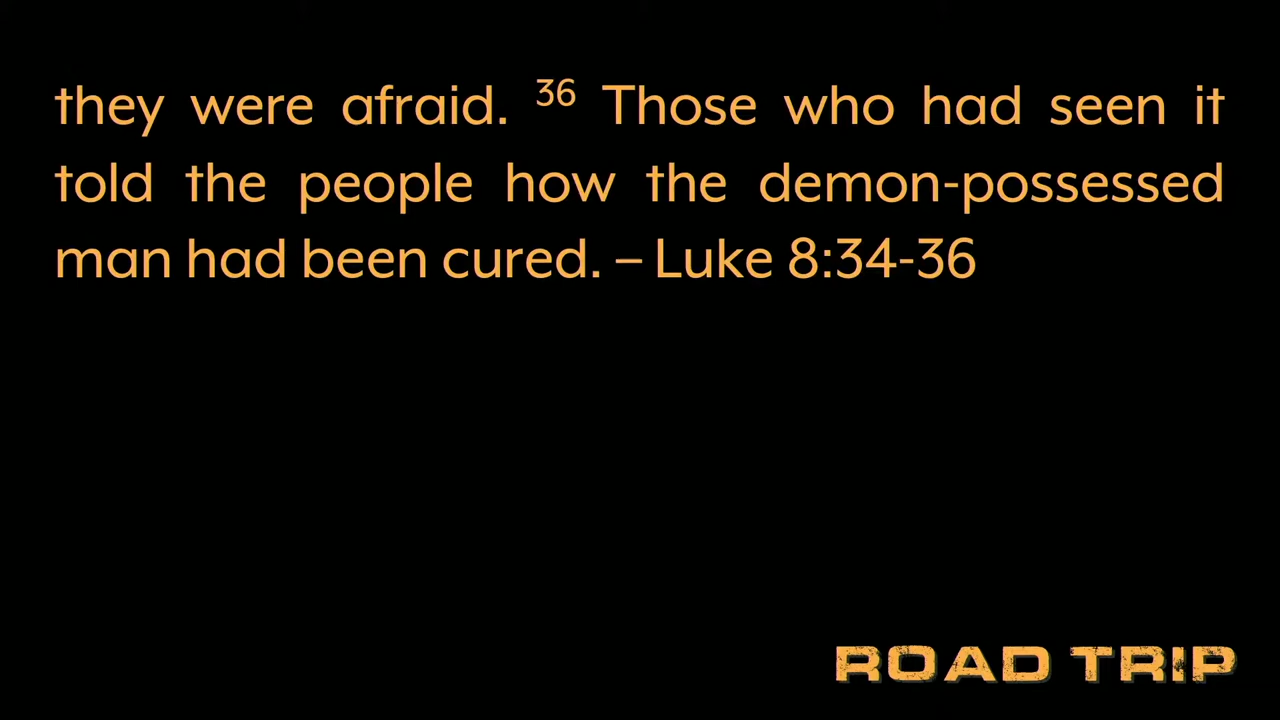 they were afraid. 36 Those who had seen it
told the people how the demon-possessed
man had been cured. – Luke 8:34-36
ROAD TRIP